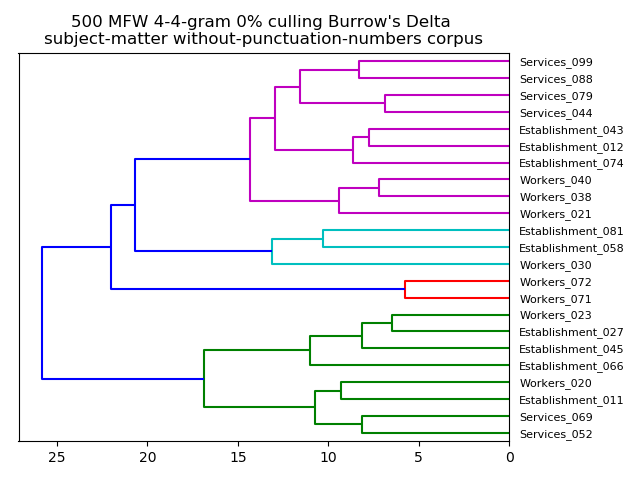 500 MFW 4-4-gram 0% culling Burrow's Delta
subject-matter without-punctuation-numbers corpus
Services_099
Services_088
Services_079
Services_044
Establishment_043
Establishment_012
Establishment_074
Workers_040
Workers_038
Workers_021
Establishment_081
Establishment_058
Workers_030
Workers_072
Workers_071
Workers_023
Establishment_027
Establishment_045
Establishment_066
Workers_020
Establishment_011
Services_069
Services_052
25 20 15 10 5 0